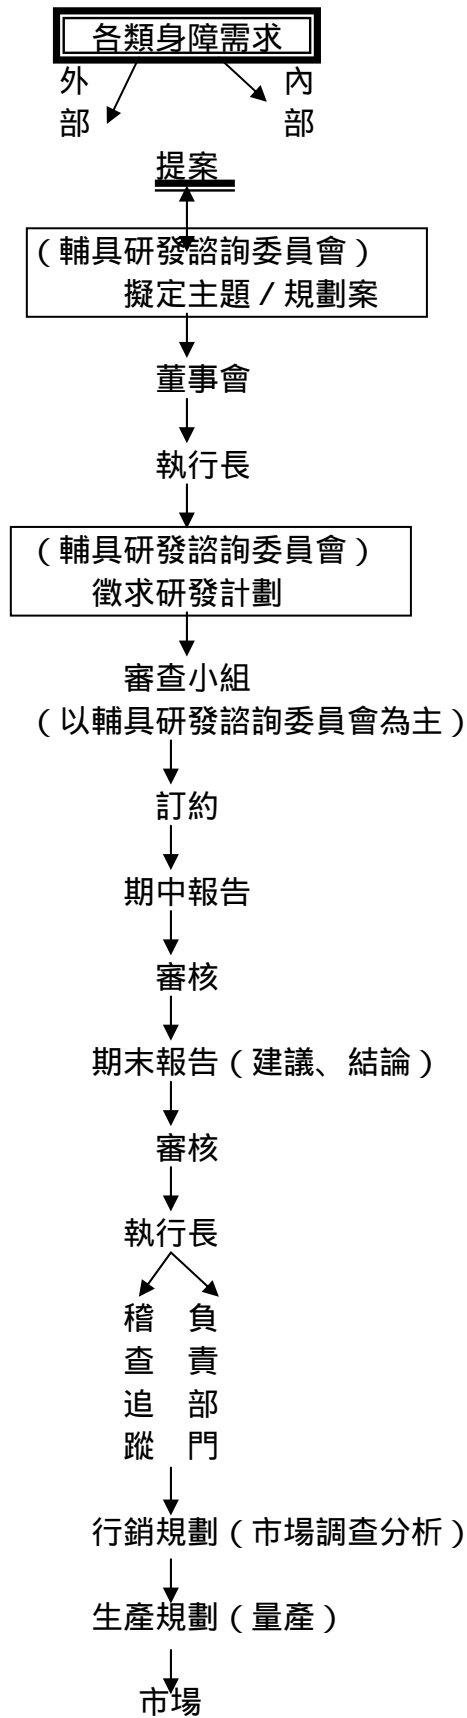 各類身障需求
外部
內部
提案
（輔具研發諮詢委員會）
擬定主題/規劃案
董事會
執行長
（輔具研發諮詢委員會）
徵求研發計劃
審查小組
（以輔具研發諮詢委員會為主）
訂約
期中報告
審核
期末報告（建議、結論）
審核
執行長
稽查追蹤
負責部門
行銷規劃（市場調查分析）
生產規劃（量產）
市場